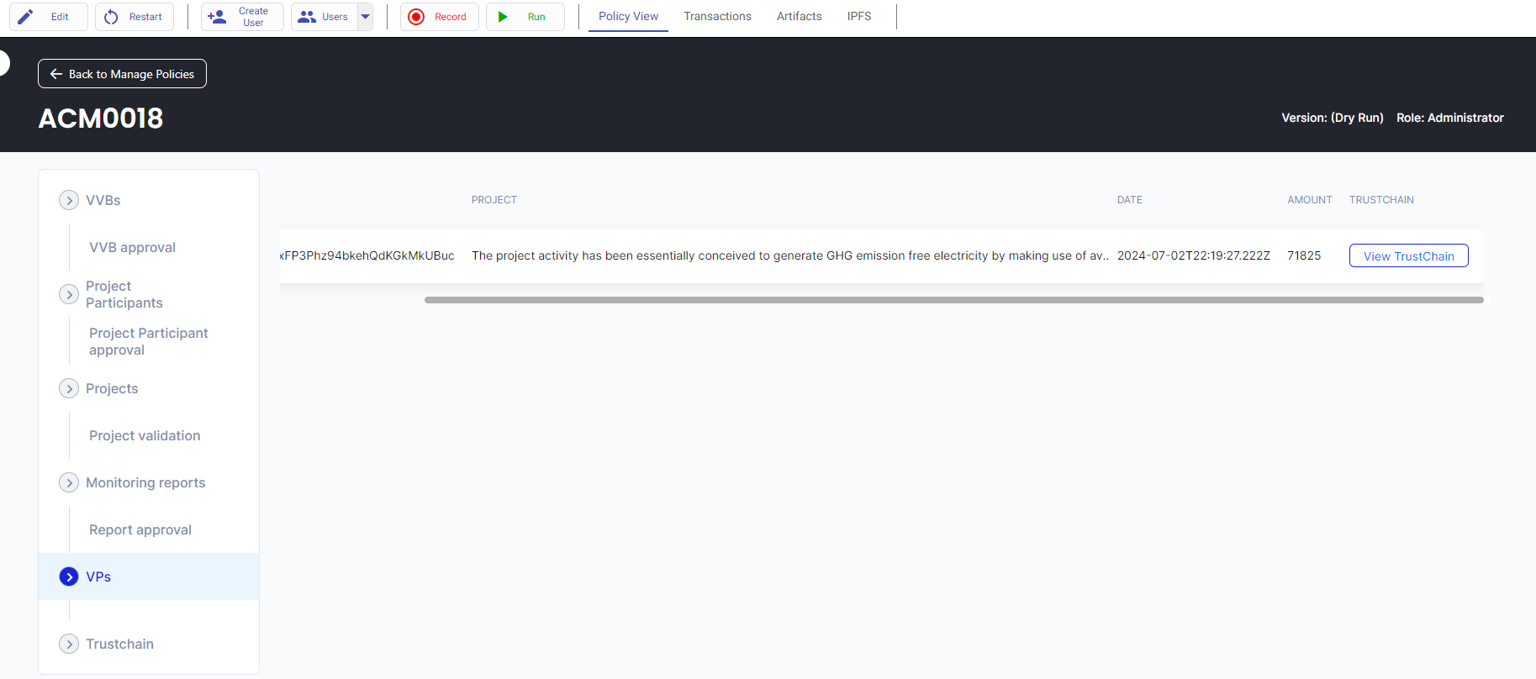 Edit
Restart
Create
User
Users
Record
Run
Policy View
Transactions
Artifacts
IPFS
Back to Manage Policies
ACM0018
Version: (Dry Run) Role: Administrator
VVBs
VVB approval
Project
Participants
Project Participant
approval
Projects
Project validation
Monitoring reports
Report approval
VPs
Trustchain
PROJECT DATE AMOUNT TRUSTCHAIN
xFP3Phz94bkehQdKGkMkUBuc The project activity has been essentially conceived to generate GHG emission free electricity by making use of av.. 2024-07-02T22:19:27.222Z 71825 View TrustChain